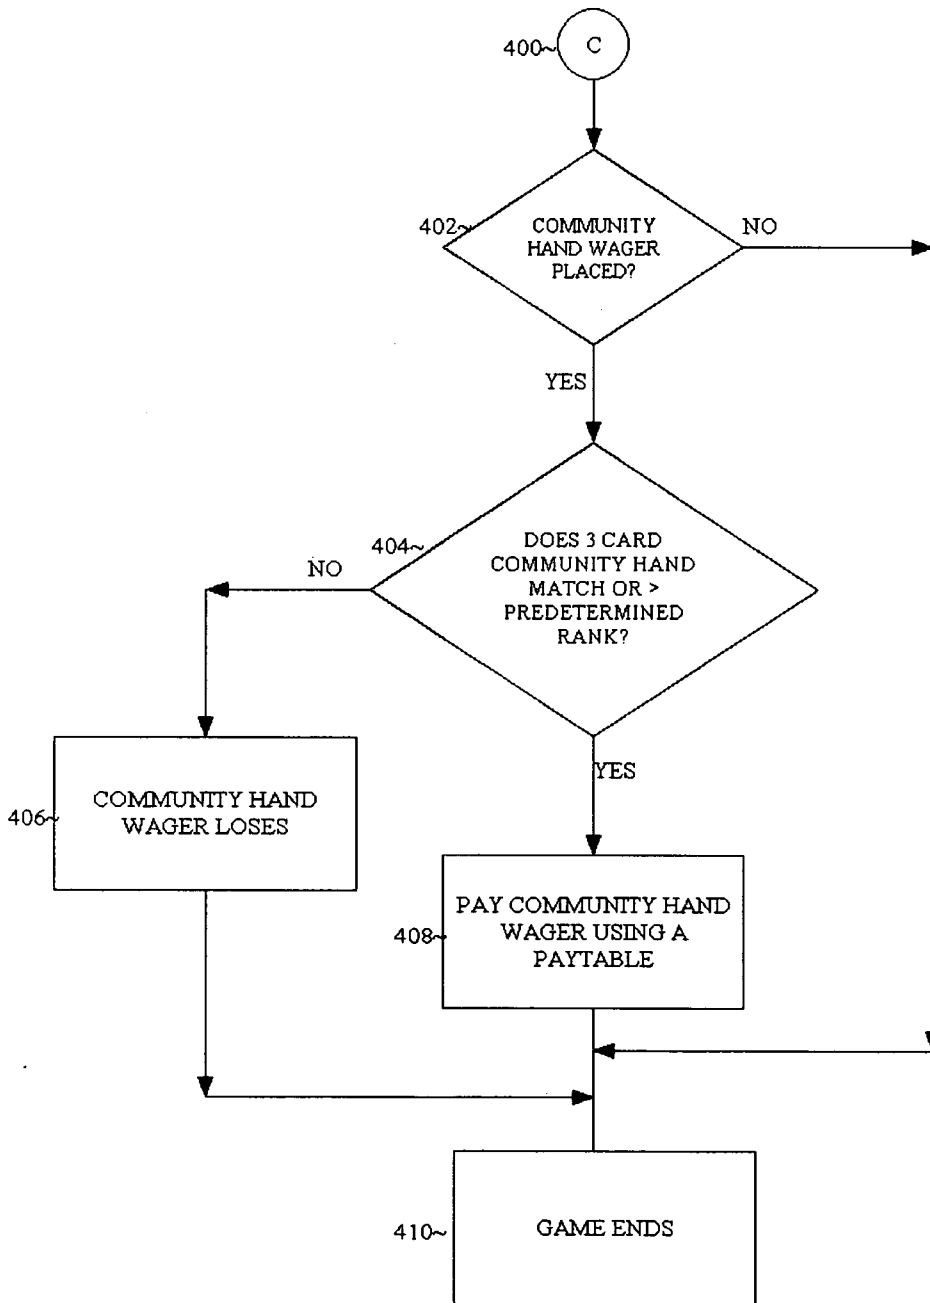 400~
C
402~
COMMUNITY
HAND WAGER
PLACED?
NO
YES
404~
DOES 3 CARD
COMMUNITY HAND
MATCH OR >
PREDETERMINED
RANK?
NO
YES
406~
COMMUNITY HAND
WAGER LOSES
408~
PAY COMMUNITY HAND
WAGER USING A
PAYTABLE
410~
GAME ENDS